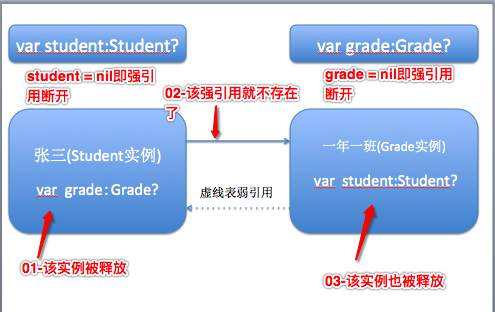 var student:Student?
var grade:Grade?
student = nil即强引
用断开
grade = nil即强引用
断开
02-该强引用就不存在
了
张三(Student实例)
var grade:Grade?
一年一班(Grade实例)
var student:Student?
虚线表弱引用
01-该实例被释放
03-该实例也被释放